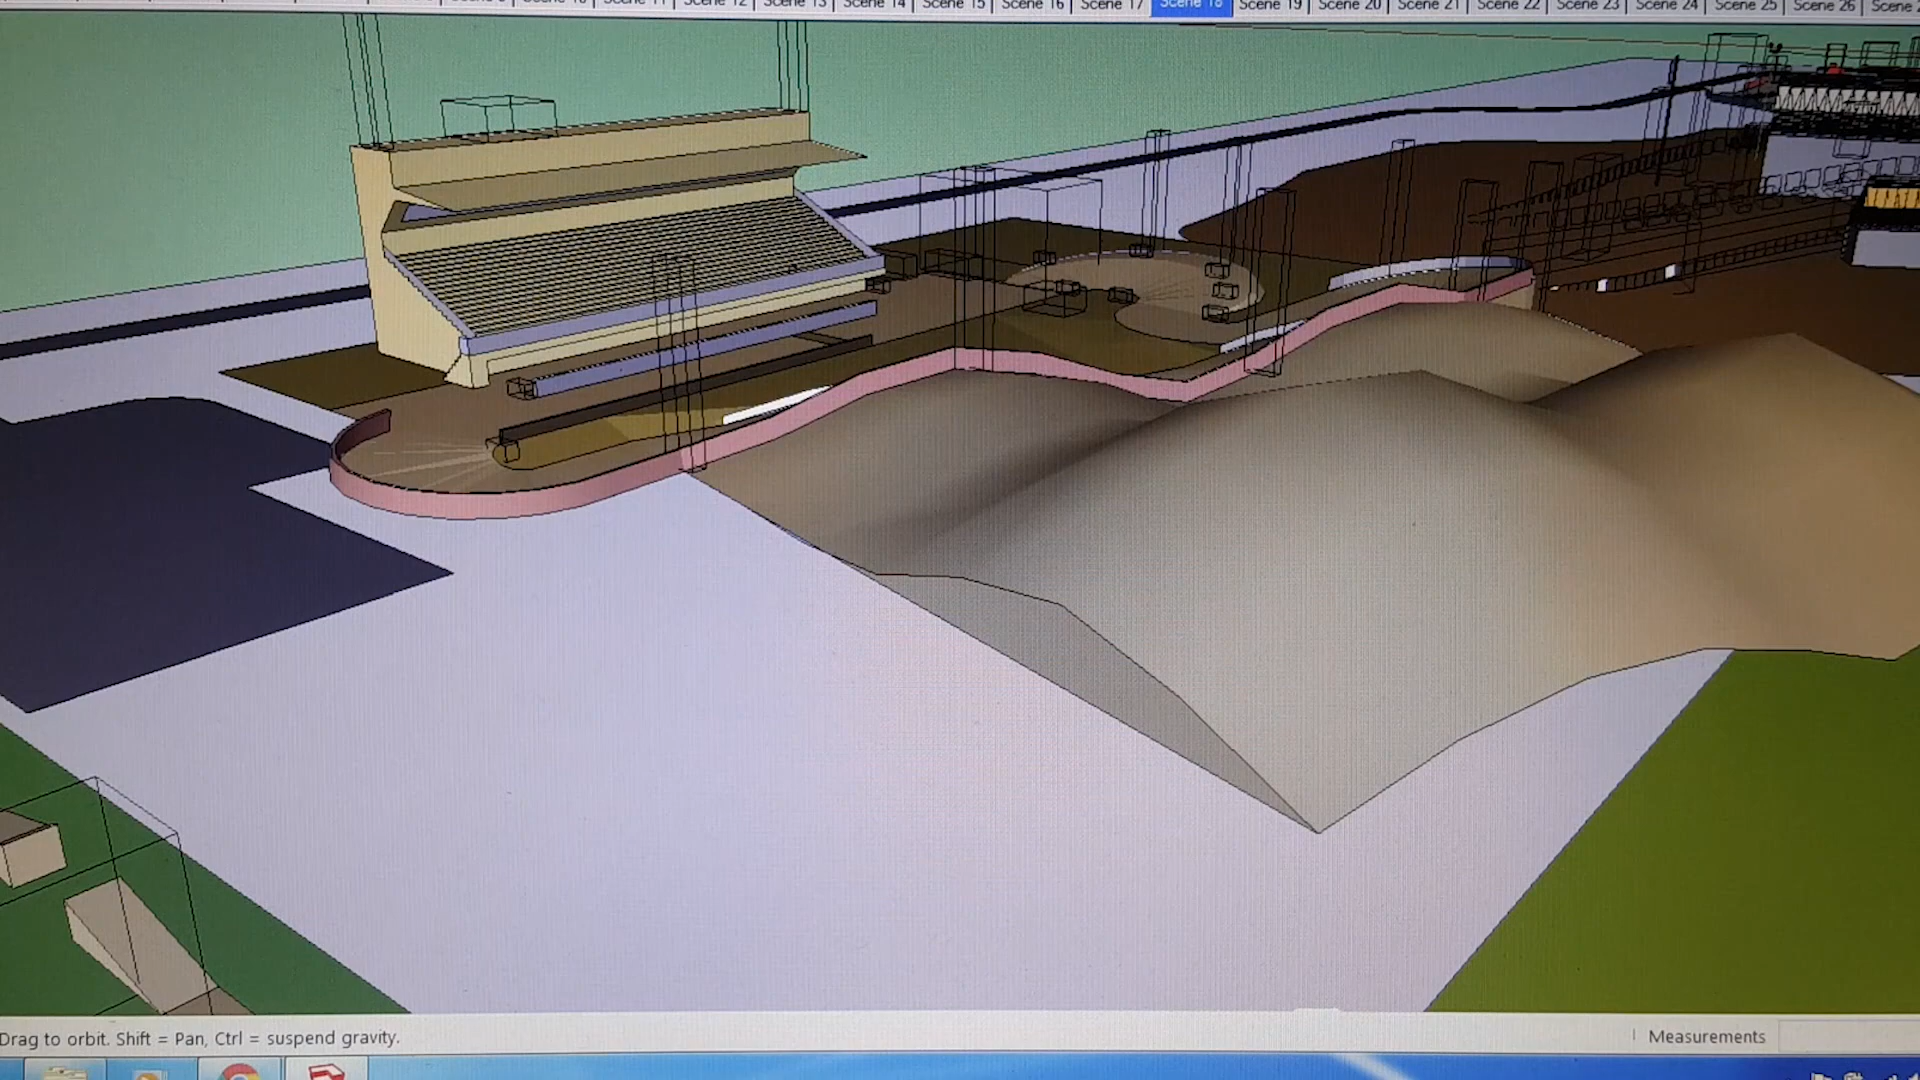 Scene 12 Scene 13 Scene 14 Scene 15 Scene 16 Scene 17 Scene 18 Scene 19 Scene 20 Scene 21 Scene 22 Scene 23 Scene 24 Scene 25 Scene 26 Scene
Drag to orbit. Shift = Pan, Ctrl = suspend gravity.
Measurements